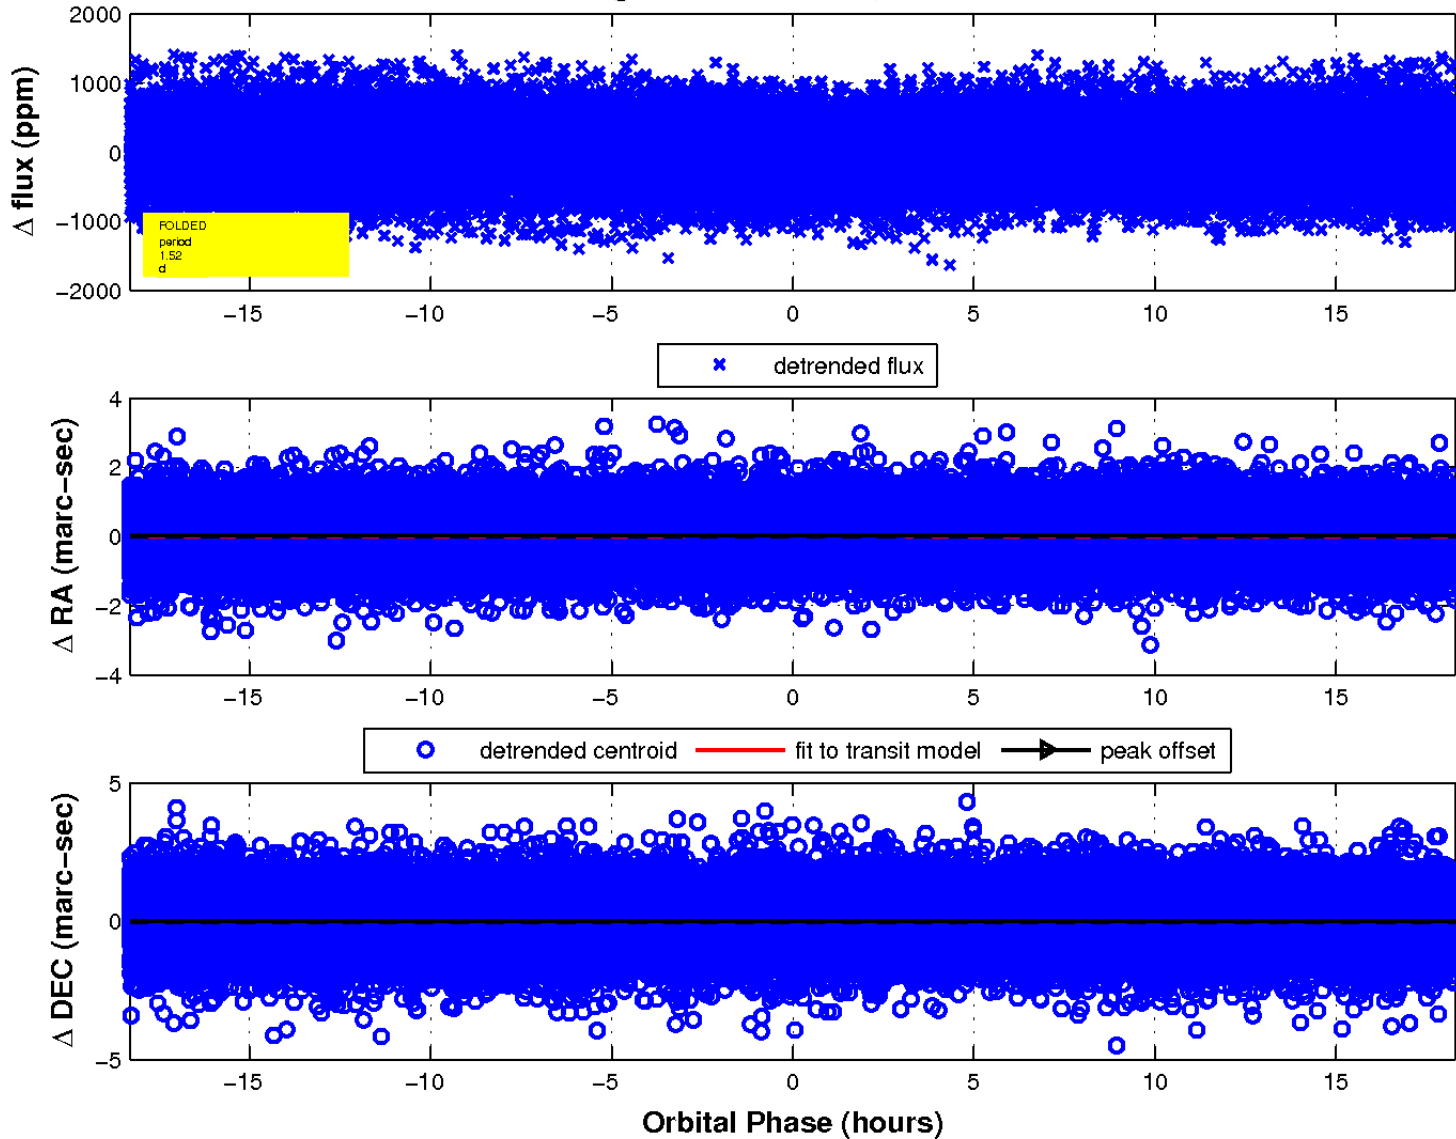 2000
1000
0
−1000
−2000
Δ flux (ppm)
FOLDED
period
1.52
d
−15 −10 −5 0 5 10 15
detrended flux
4
2
0
−2
−4
Δ RA (marc−sec)
−15 −10 −5 0 5 10 15
detrended centroid fit to transit model peak offset
5
0
−5
Δ DEC (marc−sec)
−15 −10 −5 0 5 10 15
Orbital Phase (hours)